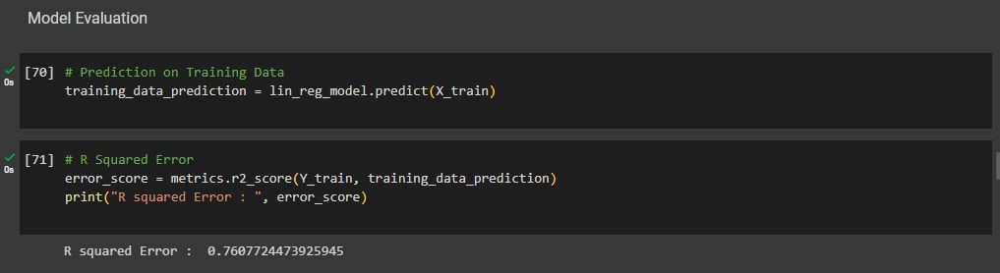 Model Evaluation
[70] # Prediction on Training Data
0s
training_data_prediction = lin_reg_model.predict(X_train)
[71] # R Squared Error
0s
error_score = metrics.r2_score(Y_train, training_data_prediction)
print("R squared Error : ", error_score)
R squared Error :  0.7607724473925945